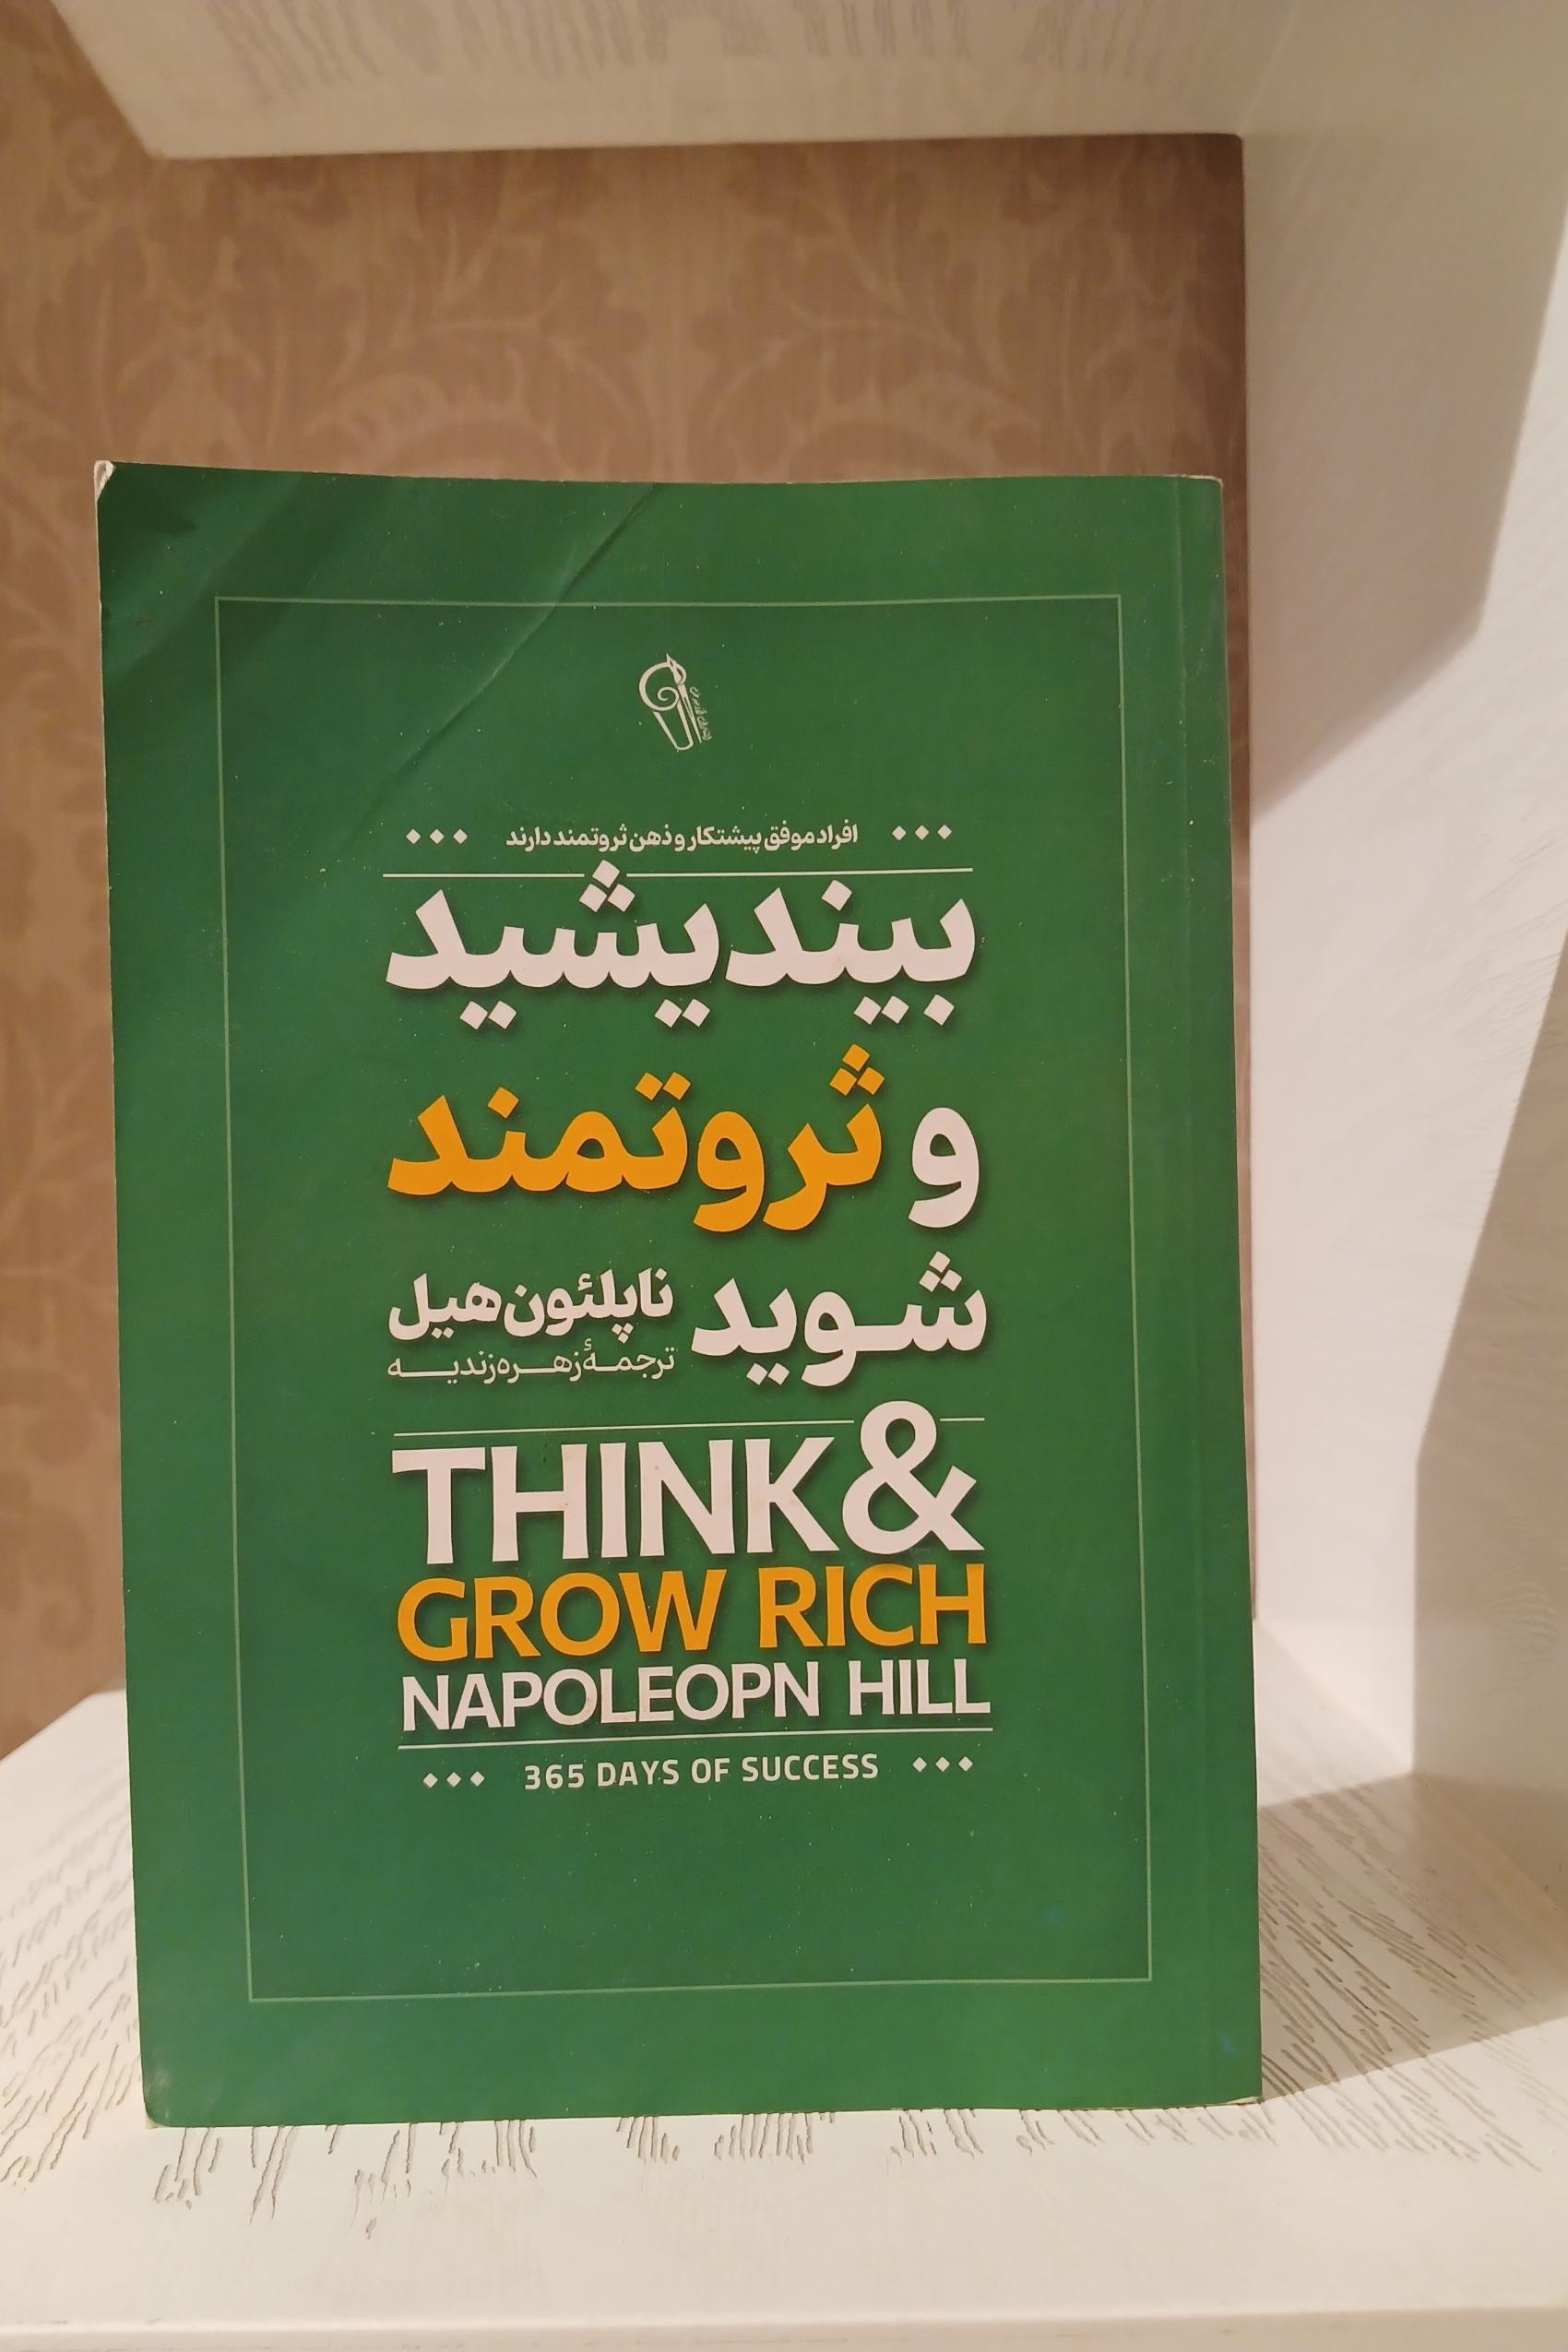 افراد موفق پیشتکار و ذهن ثروتمند دارند
بیندیشید
و ثروتمند
شوید
ناپلئون هیل
ترجمهٔ زهره زندیه
THINK &
GROW RICH
NAPOLEOPN HILL
365 DAYS OF SUCCESS